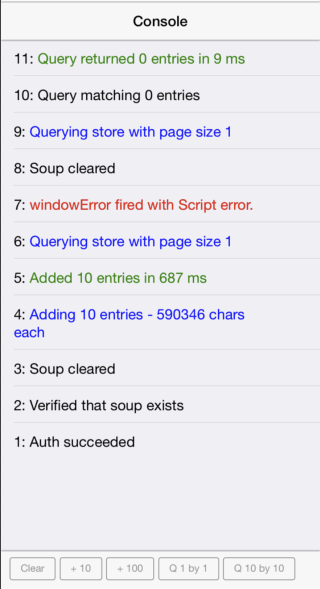 Console
11: Query returned 0 entries in 9 ms
10: Query matching 0 entries
9: Querying store with page size 1
8: Soup cleared
7: windowError fired with Script error.
6: Querying store with page size 1
5: Added 10 entries in 687 ms
4: Adding 10 entries - 590346 chars
each
3: Soup cleared
2: Verified that soup exists
1: Auth succeeded
Clear + 10 + 100 Q 1 by 1 Q 10 by 10